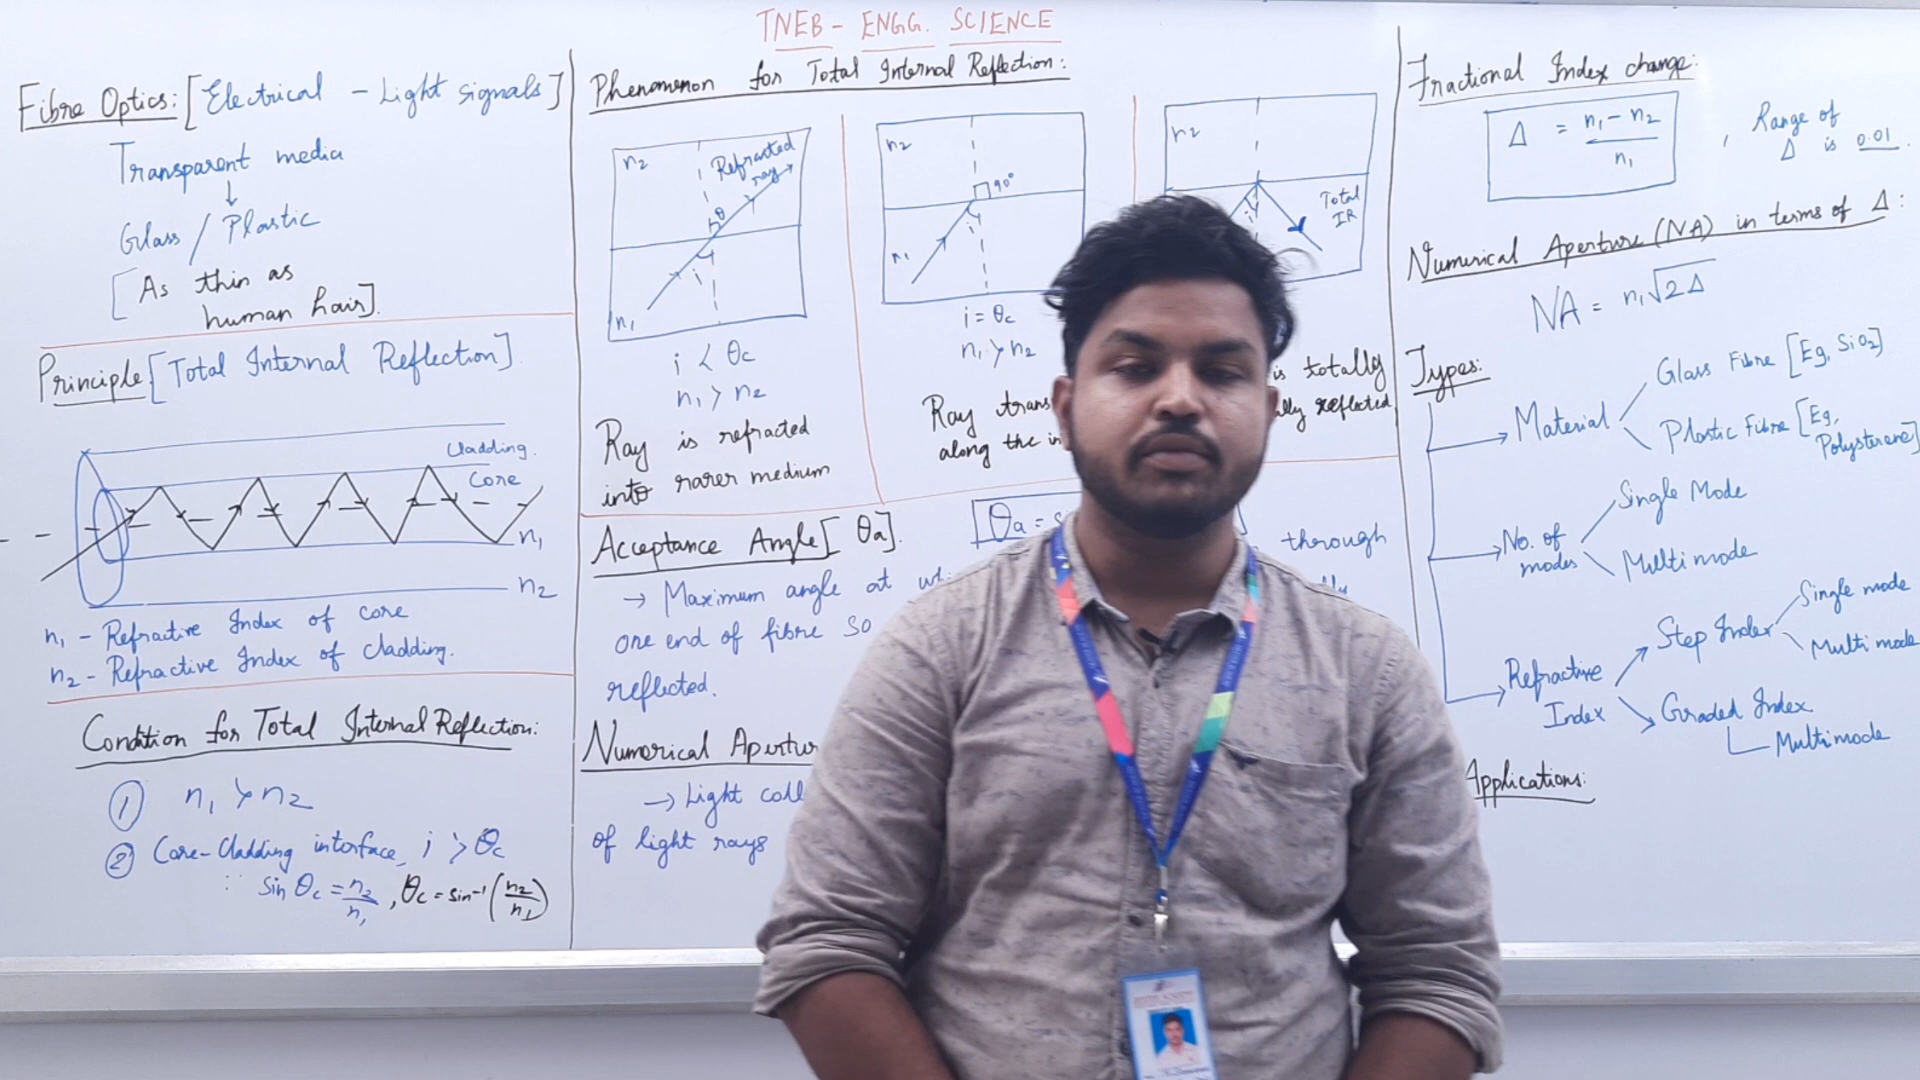 TNEB - ENGG. SCIENCE
Fibre Optics: [Electrical - Light signals]
Transparent media
↓
Glass / Plastic
[As thin as
human hair].
Principle [Total Internal Reflection].
Cladding.
Core
n1
n2
n1 - Refractive Index of core
n2 - Refractive Index of cladding.
Condition for Total Internal Reflection:
① n1 > n2
② Core-Cladding interface, i > θc
∵ sin θc = n2/n1, θc = sin-1 (n2/n1)
Phenomenon for Total Internal Reflection:
n2
Refracted
ray
θ
i
n1
i < θc
n1 > n2
Ray is refracted
into rarer medium
n2
90°
i
n1
i = θc
n1 > n2
Ray
along the
n2
i
Total
IR
is totally
reflected
Acceptance Angle [θa].
θa =
→ Maximum angle at through
one end of fibre so
reflected.
Numerical
→ Light
of light rays
Fractional Index change:
Δ = n1 - n2 / n1 , Range of
Δ is 0.01.
Numerical Aperture (NA) in terms of Δ:
NA = n1√2Δ
Types:
Material
Glass Fibre [Eg, SiO2]
Plastic Fibre [Eg,
Polysterene]
No. of
modes
Single Mode
Multimode
Refractive
Index
Step Index
Single mode
Multi mode
Graded Index
Multimode
Applications: